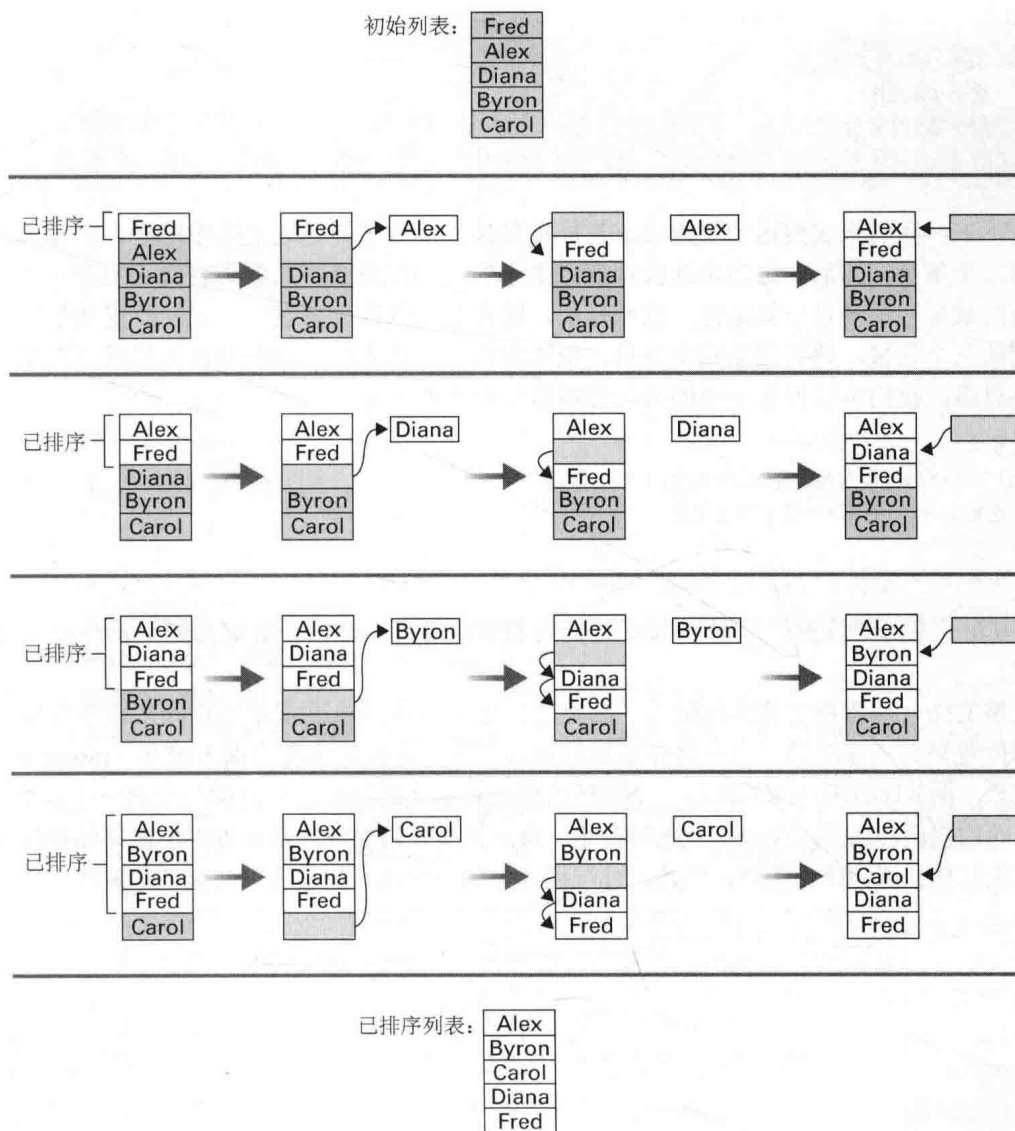 初始列表:
Fred
Alex
Diana
Byron
Carol
已排序
Fred
Alex
Diana
Byron
Carol
Fred
Diana
Byron
Carol
Alex
Fred
Diana
Byron
Carol
Alex
Alex
Fred
Diana
Byron
Carol
已排序
Alex
Fred
Diana
Byron
Carol
Alex
Fred
Byron
Carol
Diana
Alex
Fred
Byron
Carol
Diana
Alex
Diana
Fred
Byron
Carol
已排序
Alex
Diana
Fred
Byron
Carol
Alex
Diana
Fred
Carol
Byron
Alex
Diana
Fred
Carol
Byron
Alex
Byron
Diana
Fred
Carol
已排序
Alex
Byron
Diana
Fred
Carol
Alex
Byron
Diana
Fred
Carol
Alex
Byron
Diana
Fred
Carol
Alex
Byron
Carol
Diana
Fred
已排序列表:
Alex
Byron
Carol
Diana
Fred